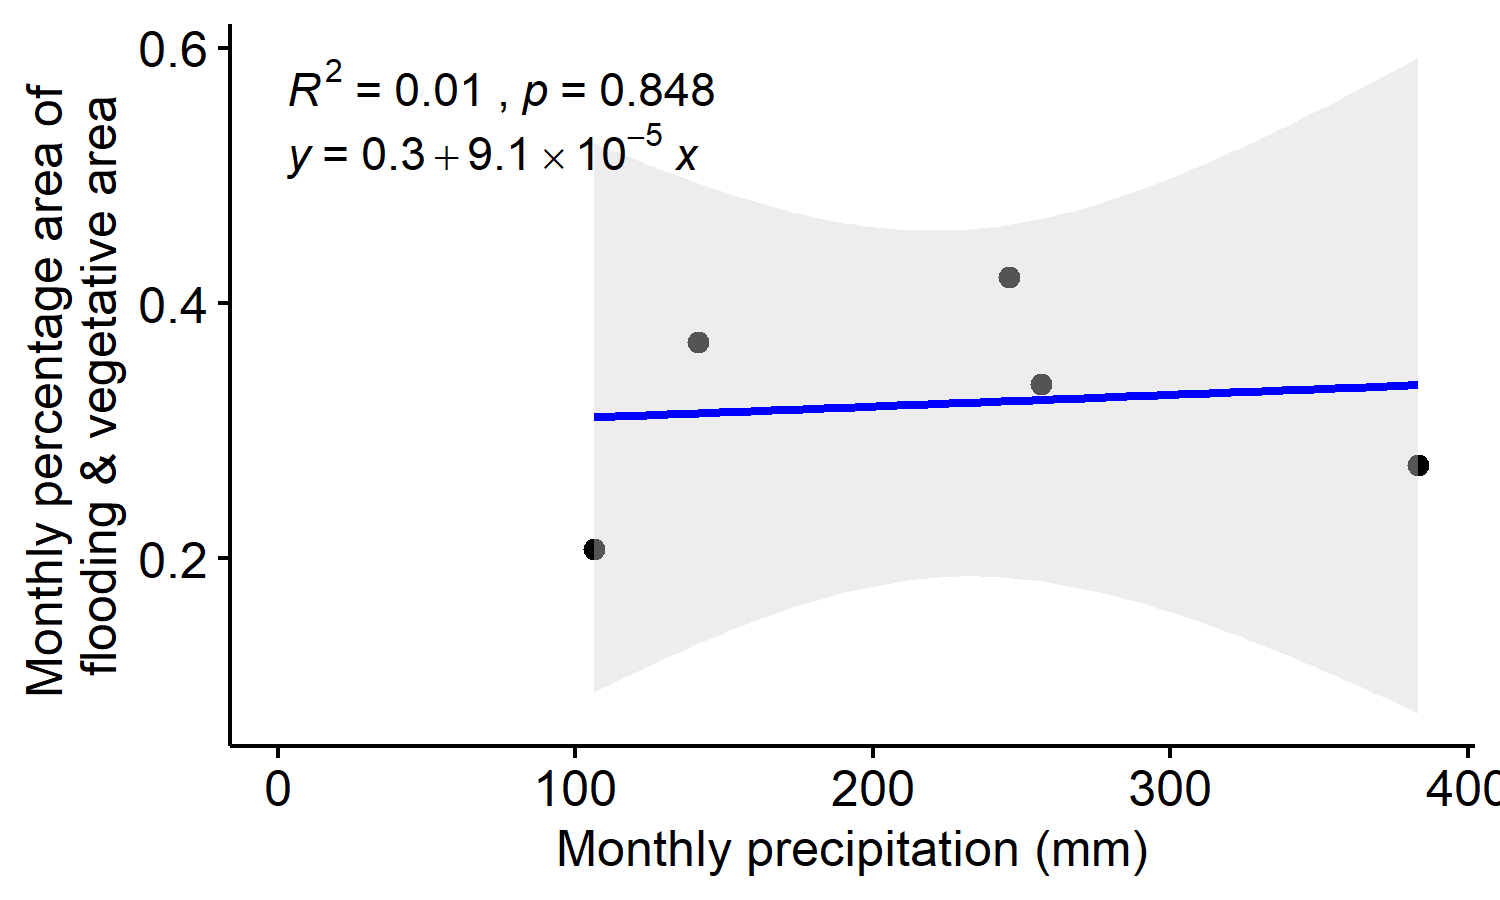 R² = 0.01 , p = 0.848
y = 0.3 + 9.1 × 10⁻⁵ x
Monthly percentage area of
flooding & vegetative area
0.6
0.4
0.2
0 100 200 300 400
Monthly precipitation (mm)